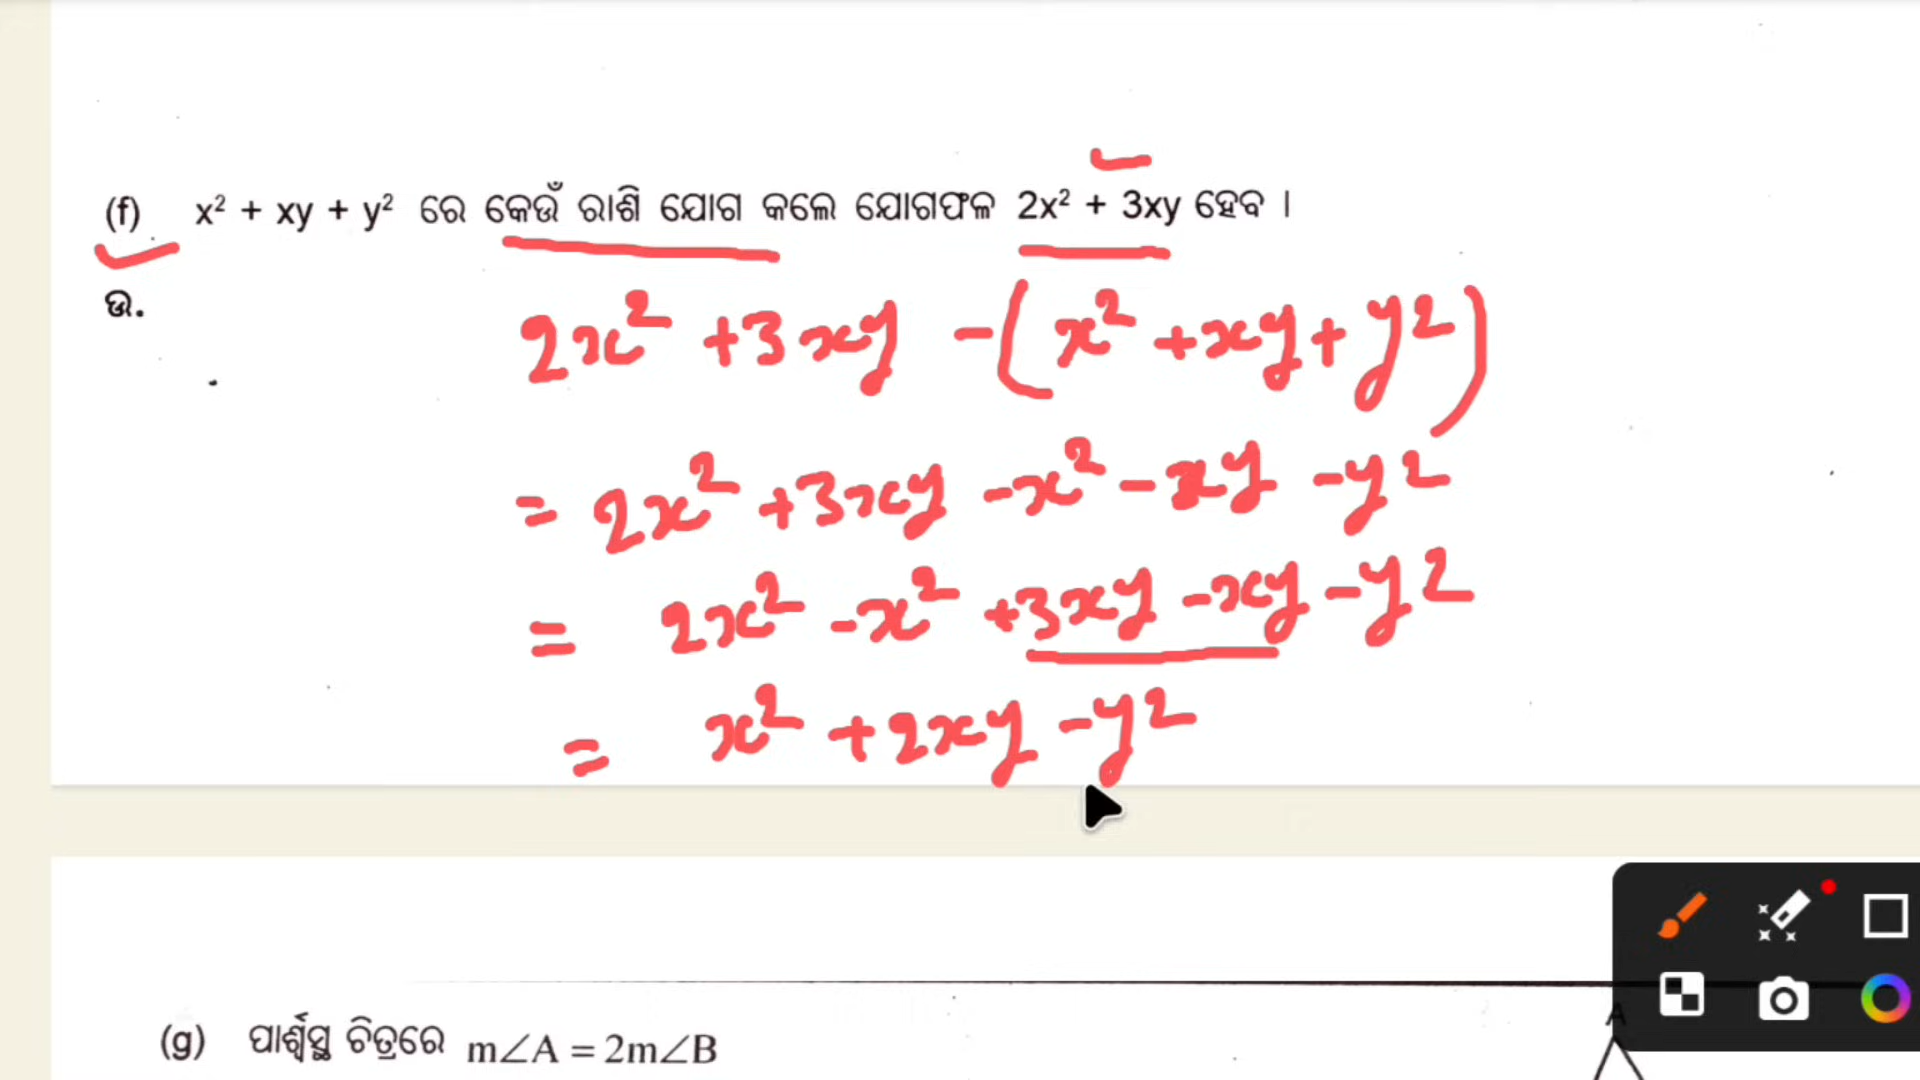 (f) x² + xy + y² ରେ କେଉଁ ରାଶି ଯୋଗ କଲେ ଯୋଗଫଳ 2x² + 3xy ହେବ ।
ଉ.
2x² +3xy -(x² +xy+y²)
= 2x² +3xy -x² -xy -y²
= 2x² -x² +3xy -xy -y²
= x² +2xy -y²
A
(g) ପାର୍ଶ୍ୱସ୍ଥ ଚିତ୍ରରେ m∠A = 2m∠B